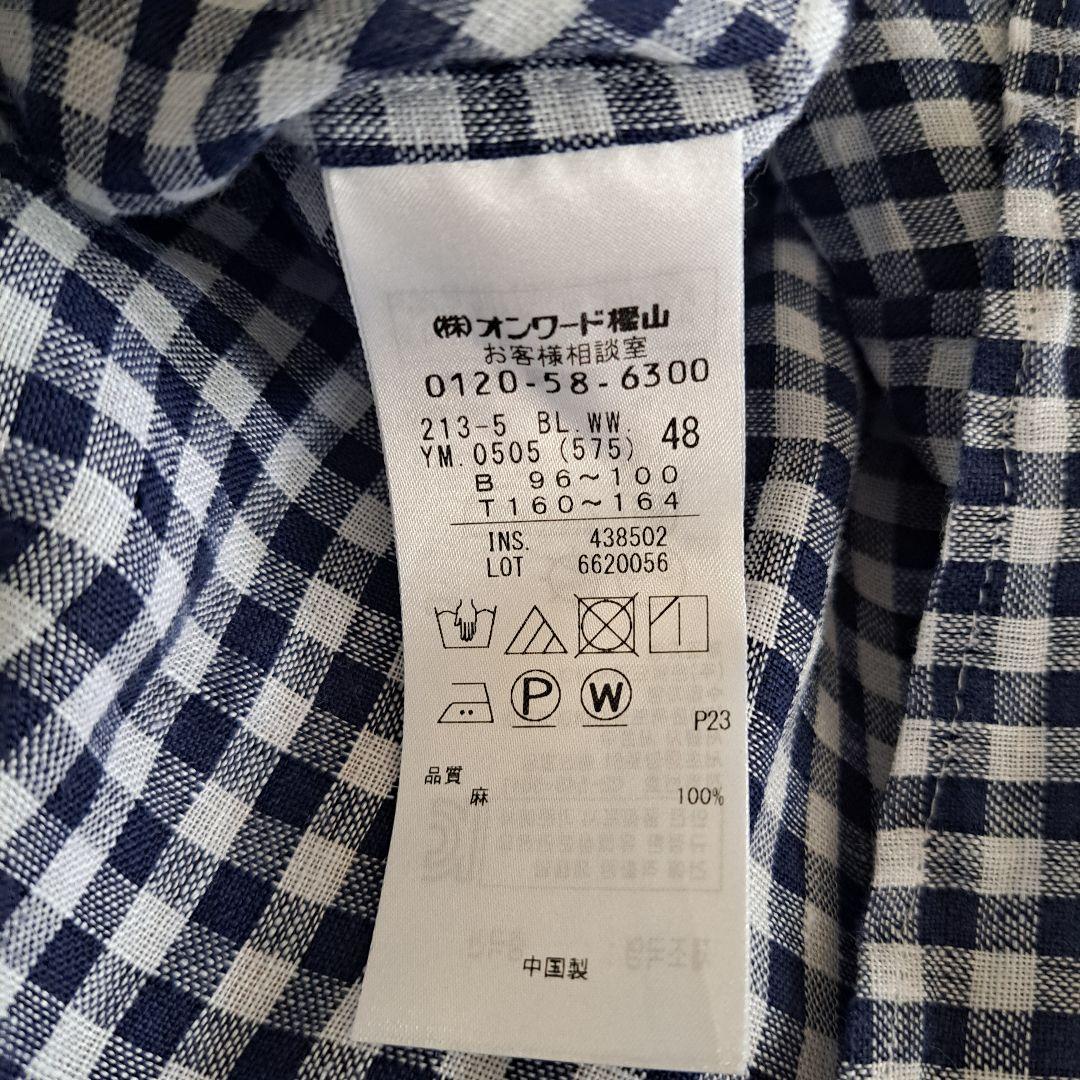 (株)オンワード樫山
お客様相談室
0120-58-6300
213-5 BL.WW.
YM.0505 (575) 48
B 96~100
T160~164
INS. 438502
LOT 6620056
P W
P23
品質
麻 100%
中国製